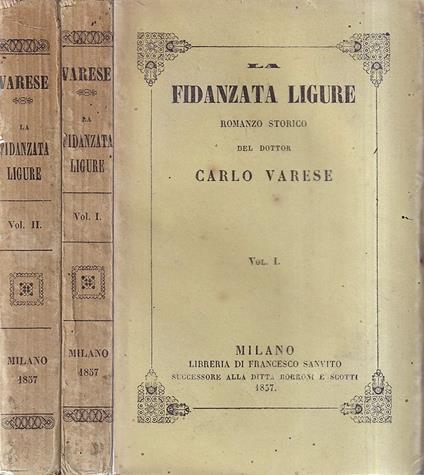 VARESE
LA
FIDANZATA
LIGURE
Vol. II.
MILANO
1857
VARESE
LA
FIDANZATA
LIGURE
Vol. I.
MILANO
1857
LA
FIDANZATA LIGURE
ROMANZO STORICO
DEL DOTTOR
CARLO VARESE
Vol. I.
MILANO
LIBRERIA DI FRANCESCO SANVITO
SUCCESSORE ALLA DITTA BORRONI E SCOTTI
1857.